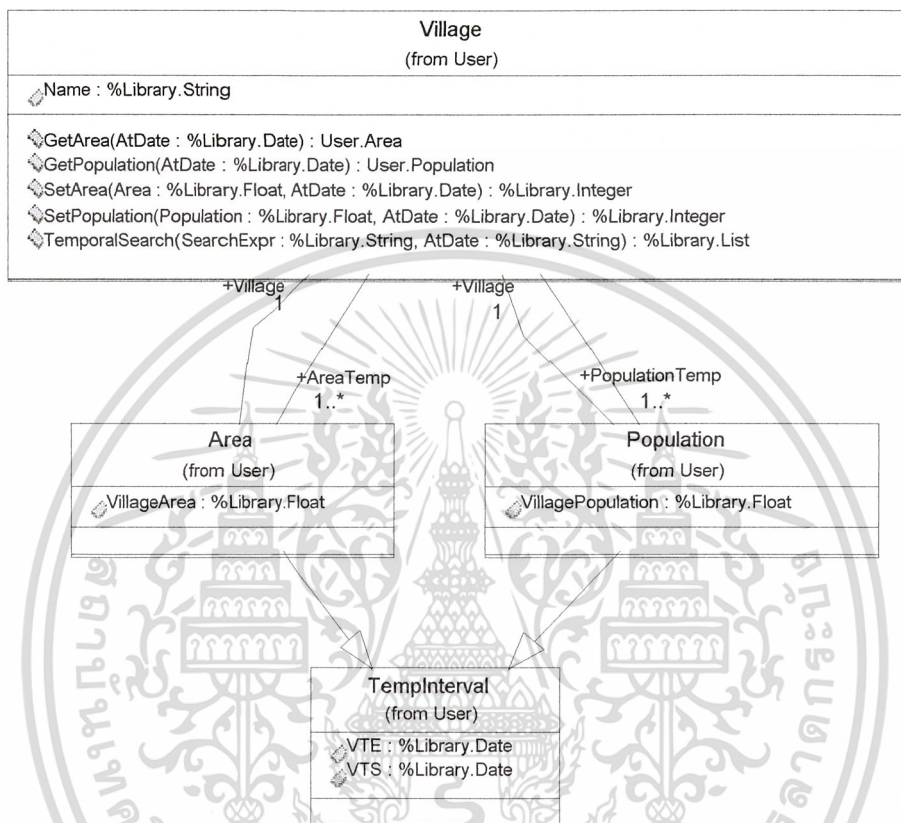 Village
(from User)
Name : %Library.String
GetArea(AtDate : %Library.Date) : User.Area
GetPopulation(AtDate : %Library.Date) : User.Population
SetArea(Area : %Library.Float, AtDate : %Library.Date) : %Library.Integer
SetPopulation(Population : %Library.Float, AtDate : %Library.Date) : %Library.Integer
TemporalSearch(SearchExpr : %Library.String, AtDate : %Library.String) : %Library.List
+Village
1
+Village
1
+AreaTemp
1..*
+PopulationTemp
1..*
Area
(from User)
VillageArea : %Library.Float
Population
(from User)
VillagePopulation : %Library.Float
TempInterval
(from User)
VTE : %Library.Date
VTS : %Library.Date